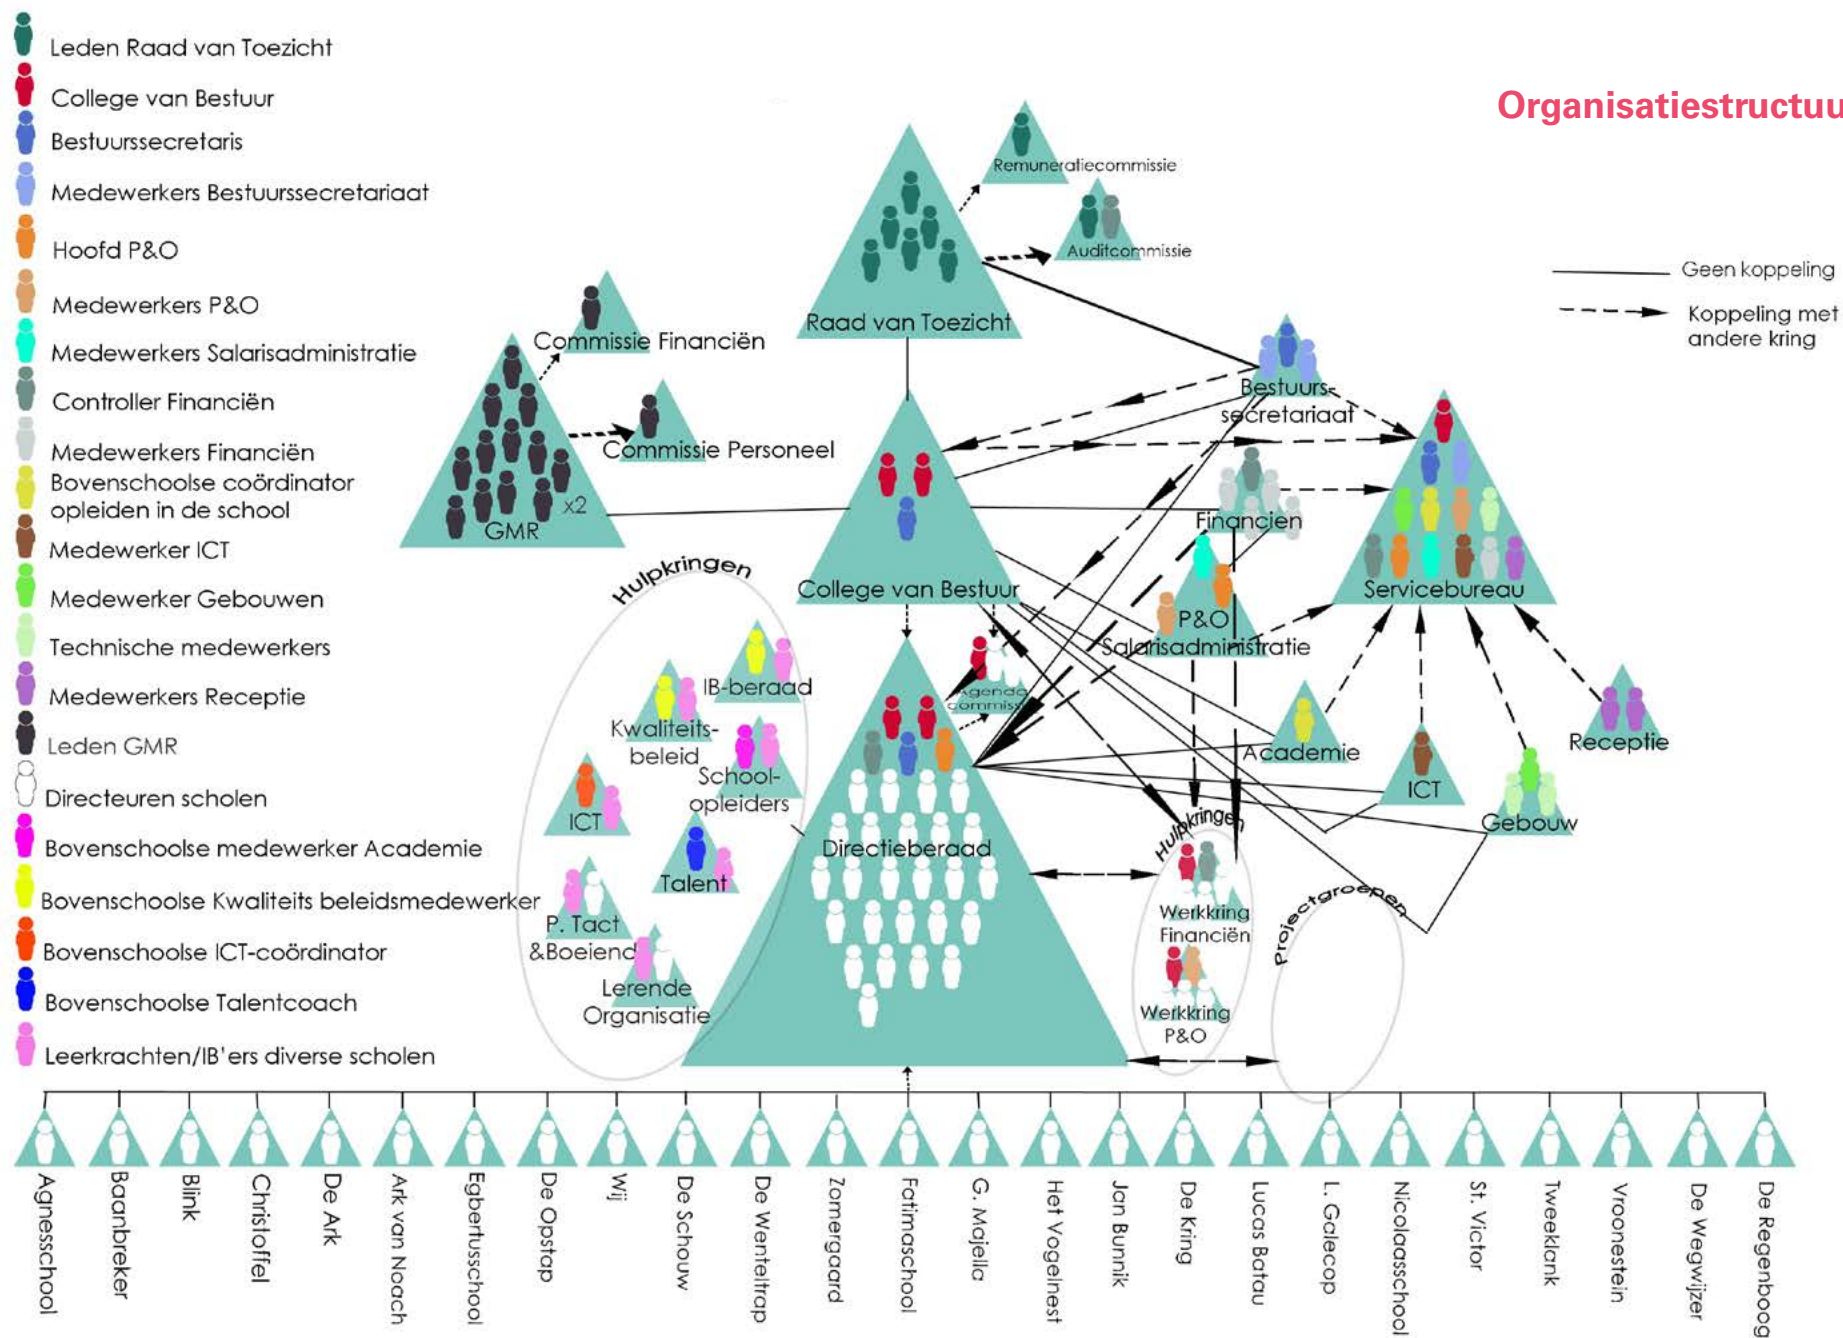 Leden Raad van Toezicht
College van Bestuur
Bestuurssecretaris
Medewerkers Bestuurssecretariaat
Hoofd P&O
Medewerkers P&O
Medewerkers Salarisadministratie
Controller Financiën
Medewerkers Financiën
Bovenschoolse coördinator
opleiden in de school
Medewerker ICT
Medewerker Gebouwen
Technische medewerkers
Medewerkers Receptie
Leden GMR
Directeuren scholen
Bovenschoolse medewerker Academie
Bovenschoolse Kwaliteits beleidsmedewerker
Bovenschoolse ICT-coördinator
Bovenschoolse Talentcoach
Leerkrachten/IB'ers diverse scholen
Organisatiestructuu
Geen koppeling
Koppeling met
andere kring
Remuneratiecommissie
Auditcommissie
Raad van Toezicht
Commissie Financiën
Commissie Personeel
x2
GMR
Bestuurs-
secretariaat
College van Bestuur
Financien
Servicebureau
P&O
Salarisadministratie
Agenda
commiss
Academie
ICT
Gebouw
Receptie
Hulpkringen
IB-beraad
Kwaliteits-
beleid
School-
opleiders
ICT
Talent
P. Tact
&Boeiend
Lerende
Organisatie
Directieberaad
Hulpkringen
Werkkring
Financiën
Werkkring
P&O
Projectgroepen
Agnesschool
Baanbreker
Blink
Christoffel
De Ark
Ark van Noach
Egbertusschool
De Opstap
Wij
De Schouw
De Wenteltrap
Zomergaard
Fatimaschool
G. Majella
Het Vogelnest
Jan Bunnik
De Kring
Lucas Batau
L. Galecop
Nicolaasschool
St. Victor
Tweeklank
Vroonestein
De Wegwijzer
De Regenboog